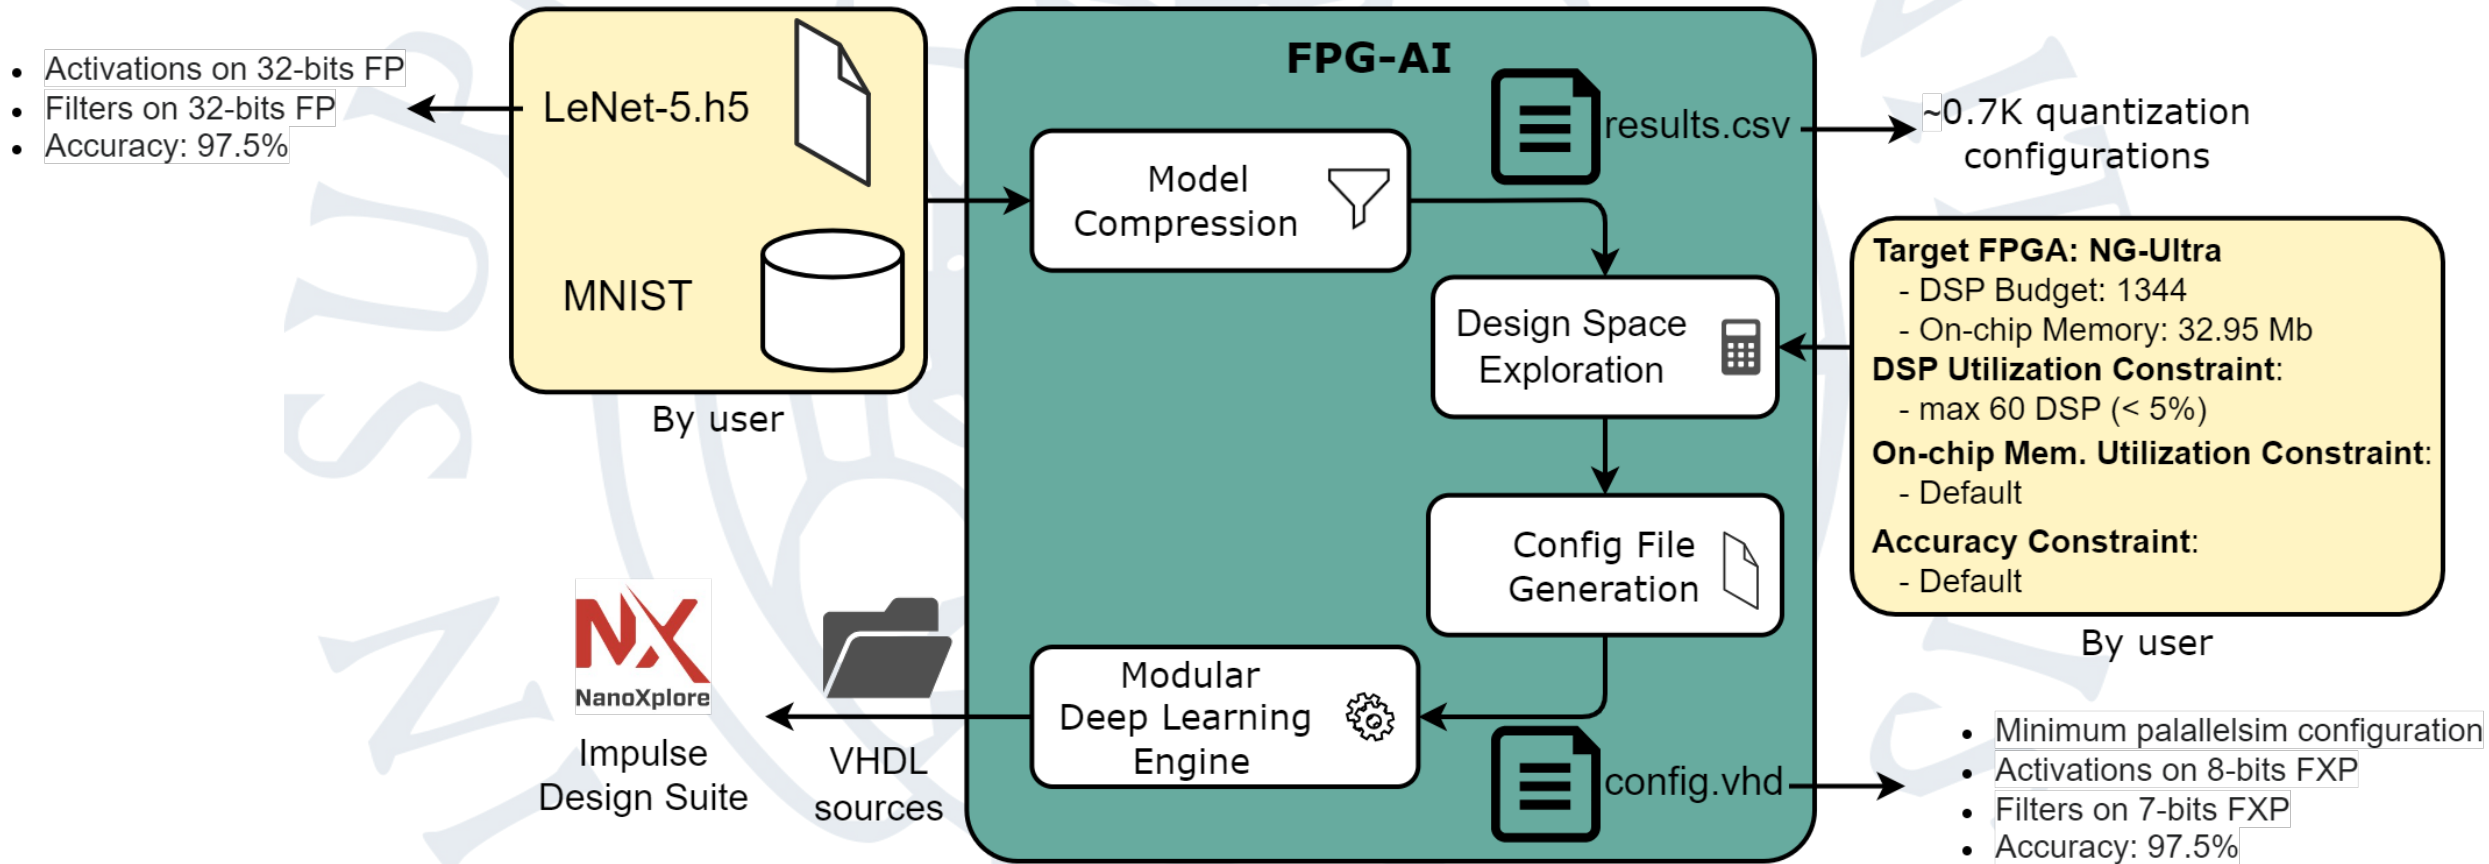 Activations on 32-bits FP
Filters on 32-bits FP
Accuracy: 97.5%
LeNet-5.h5
MNIST
By user
FPG-AI
Model
Compression
results.csv
~0.7K quantization
configurations
Design Space
Exploration
Target FPGA: NG-Ultra
- DSP Budget: 1344
- On-chip Memory: 32.95 Mb
DSP Utilization Constraint:
- max 60 DSP (< 5%)
On-chip Mem. Utilization Constraint:
- Default
Accuracy Constraint:
- Default
By user
Config File
Generation
Modular
Deep Learning
Engine
config.vhd
Minimum palallelsim configuration
Activations on 8-bits FXP
Filters on 7-bits FXP
Accuracy: 97.5%
VHDL
sources
NX
NanoXplore
Impulse
Design Suite